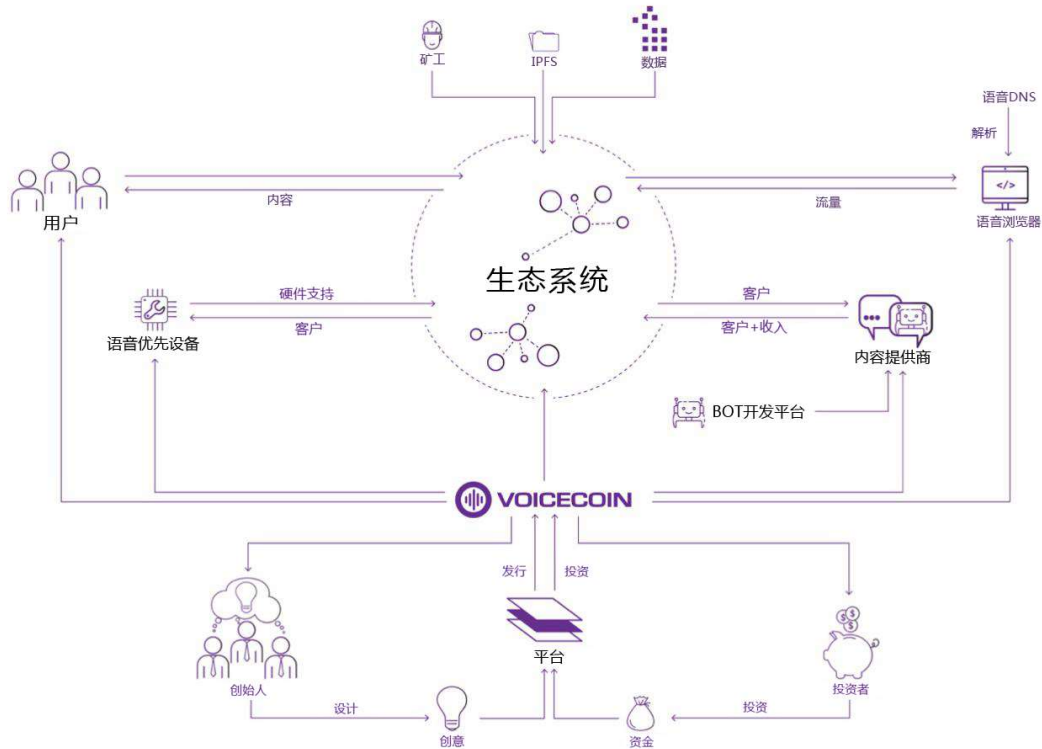 矿工
IPFS
数据
语音DNS
解析
</>
用户
内容
流量
语音浏览器
生态系统
硬件支持
客户
语音优先设备
客户
客户+收入
内容提供商
BOT开发平台
VOICECOIN
发行
投资
平台
创始人
设计
创意
资金
投资
投资者
$
$
$